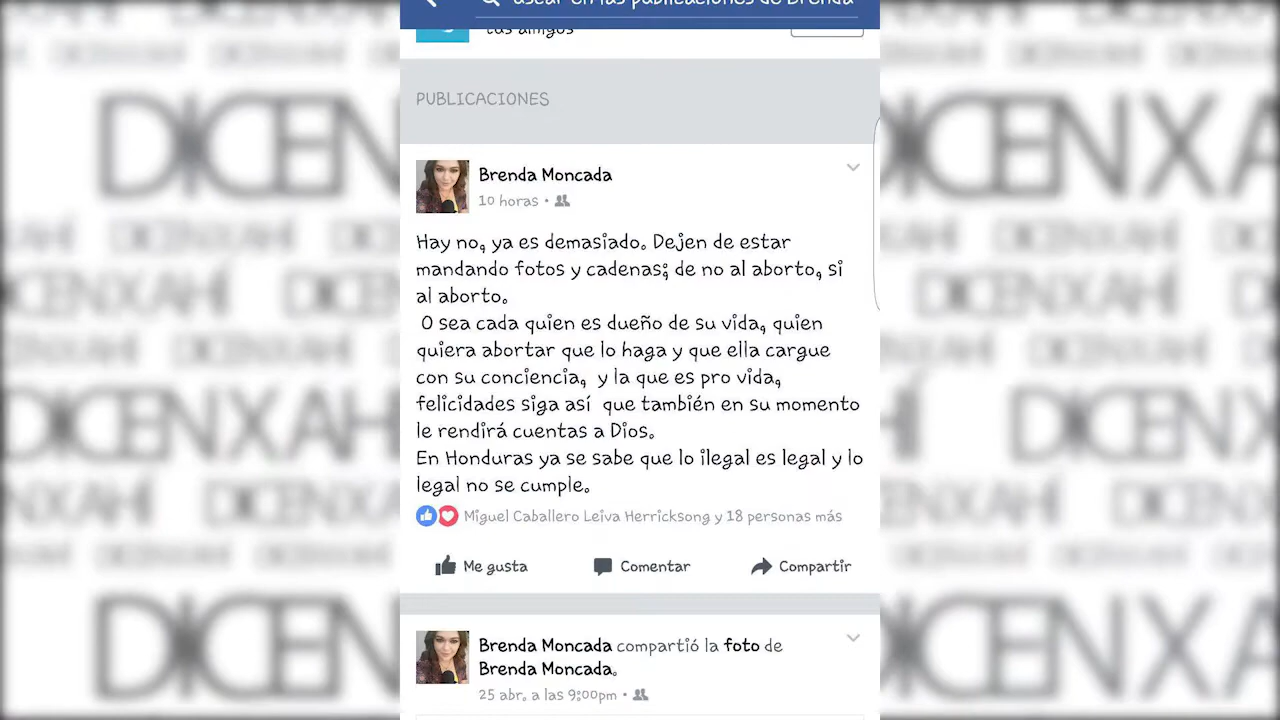 tus amigos
PUBLICACIONES
Brenda Moncada
10 horas •
Hay no, ya es demasiado. Dejen de estar
mandando fotos y cadenas; de no al aborto, si
al aborto.
O sea cada quien es dueño de su vida, quien
quiera abortar que lo haga y que ella cargue
con su conciencia, y la que es pro vida,
felicidades siga así que también en su momento
le rendirá cuentas a Dios.
En Honduras ya se sabe que lo ilegal es legal y lo
legal no se cumple.
Miguel Caballero Leiva Herricksong y 18 personas más
Me gusta Comentar Compartir
Brenda Moncada compartió la foto de
Brenda Moncada.
25 abr. a las 9:00pm •